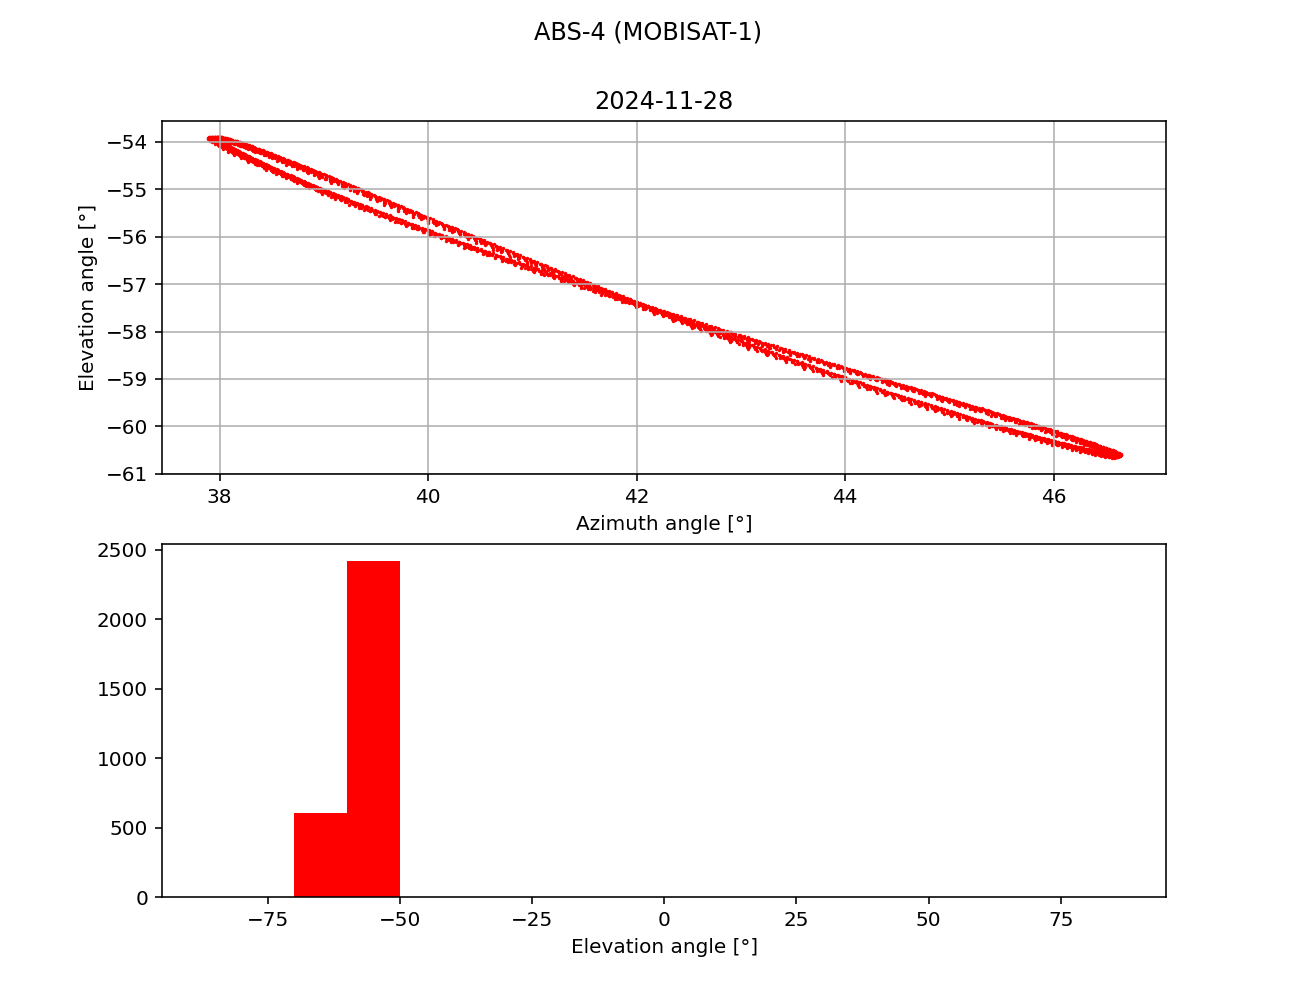 ABS-4 (MOBISAT-1)
2024-11-28
Elevation angle [°]
−54
−55
−56
−57
−58
−59
−60
−61
38 40 42 44 46
Azimuth angle [°]
2500
2000
1500
1000
500
0
−75 −50 −25 0 25 50 75
Elevation angle [°]